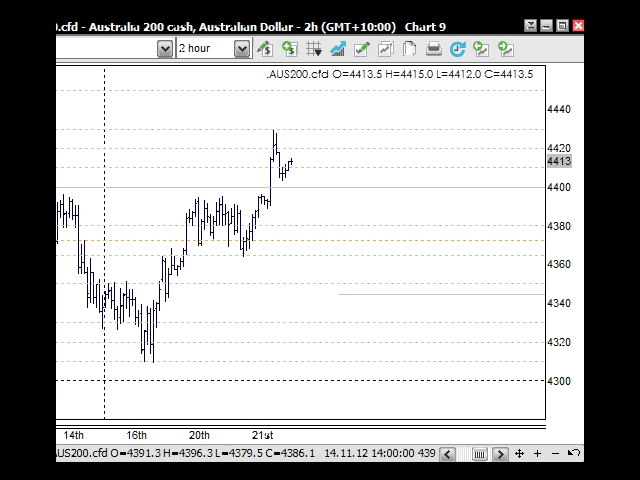 0.cfd - Australia 200 cash, Australian Dollar - 2h (GMT+10:00) Chart 9
2 hour
.AUS200.cfd O=4413.5 H=4415.0 L=4412.0 C=4413.5
4440
4420
4413
4400
4380
4360
4340
4320
4300
14th 16th 20th 21st
AUS200.cfd O=4391.3 H=4396.3 L=4379.5 C=4386.1 14.11.12 14:00:00 439